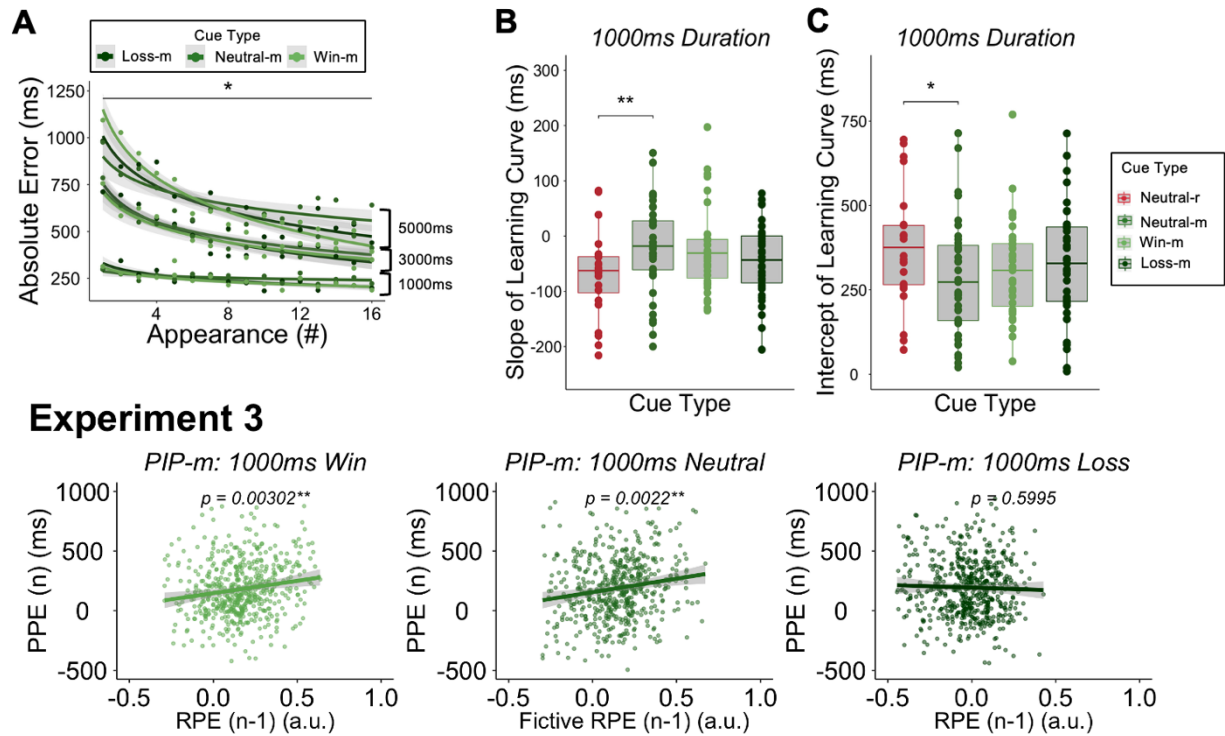 A
Cue Type
Loss-m Neutral-m Win-m
*
Absolute Error (ms)
1250
1000
750
500
250
5000ms
3000ms
1000ms
4 8 12 16
Appearance (#)
B
1000ms Duration
**
Slope of Learning Curve (ms)
300
200
100
0
-100
-200
Cue Type
C
1000ms Duration
*
Intercept of Learning Curve (ms)
750
500
250
0
Cue Type
Cue Type
Neutral-r
Neutral-m
Win-m
Loss-m
Experiment 3
PIP-m: 1000ms Win
p = 0.00302**
PPE (n) (ms)
1000
500
0
-500
-0.5 0.0 0.5 1.0
RPE (n-1) (a.u.)
PIP-m: 1000ms Neutral
p = 0.0022**
PPE (n) (ms)
1000
500
0
-500
-0.5 0.0 0.5 1.0
Fictive RPE (n-1) (a.u.)
PIP-m: 1000ms Loss
p = 0.5995
PPE (n) (ms)
1000
500
0
-500
-0.5 0.0 0.5 1.0
RPE (n-1) (a.u.)